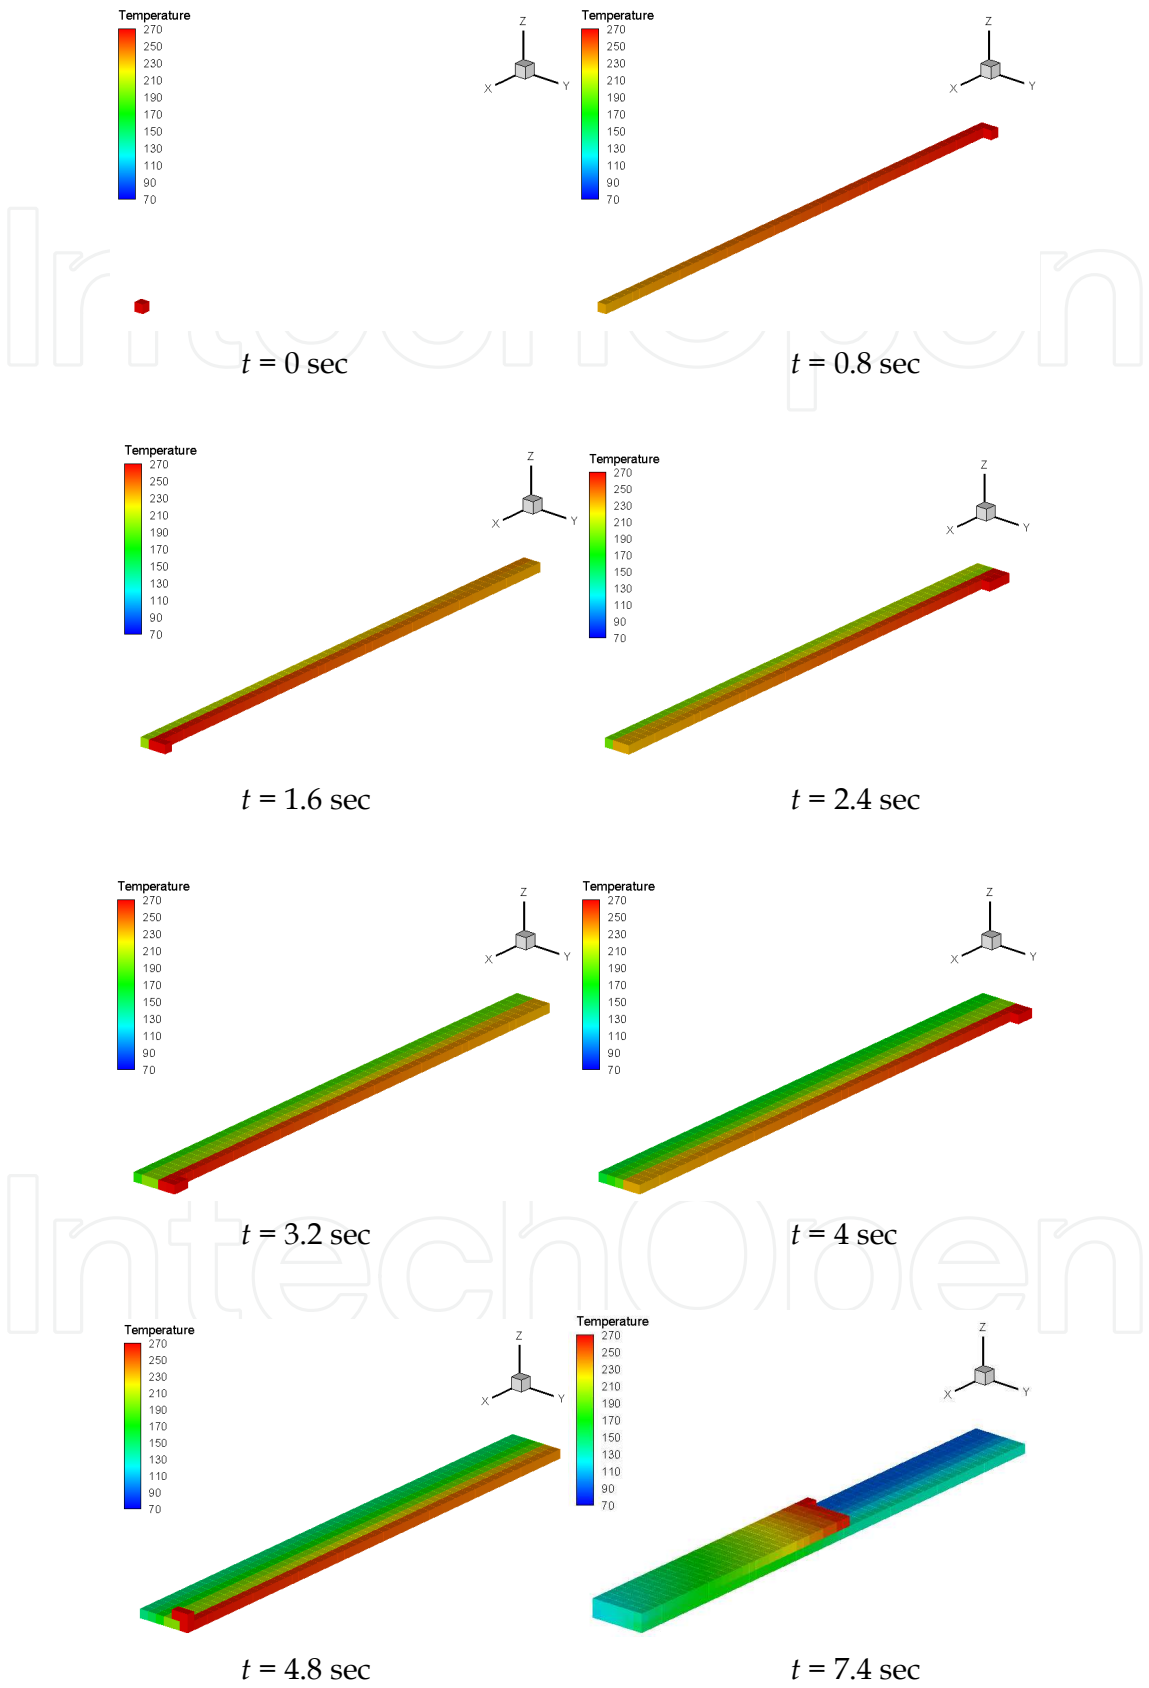 Temperature
270
250
230
210
190
170
150
130
110
90
70
Z
X
Y
t = 0 sec
Temperature
270
250
230
210
190
170
150
130
110
90
70
Z
X
Y
t = 0.8 sec
Temperature
270
250
230
210
190
170
150
130
110
90
70
Z
X
Y
t = 1.6 sec
Temperature
270
250
230
210
190
170
150
130
110
90
70
Z
X
Y
t = 2.4 sec
Temperature
270
250
230
210
190
170
150
130
110
90
70
Z
X
Y
t = 3.2 sec
Temperature
270
250
230
210
190
170
150
130
110
90
70
Z
X
Y
t = 4 sec
Temperature
270
250
230
210
190
170
150
130
110
90
70
Z
X
Y
t = 4.8 sec
Temperature
270
250
230
210
190
170
150
130
110
90
70
Z
X
Y
t = 7.4 sec
IntechOpen
IntechOpen